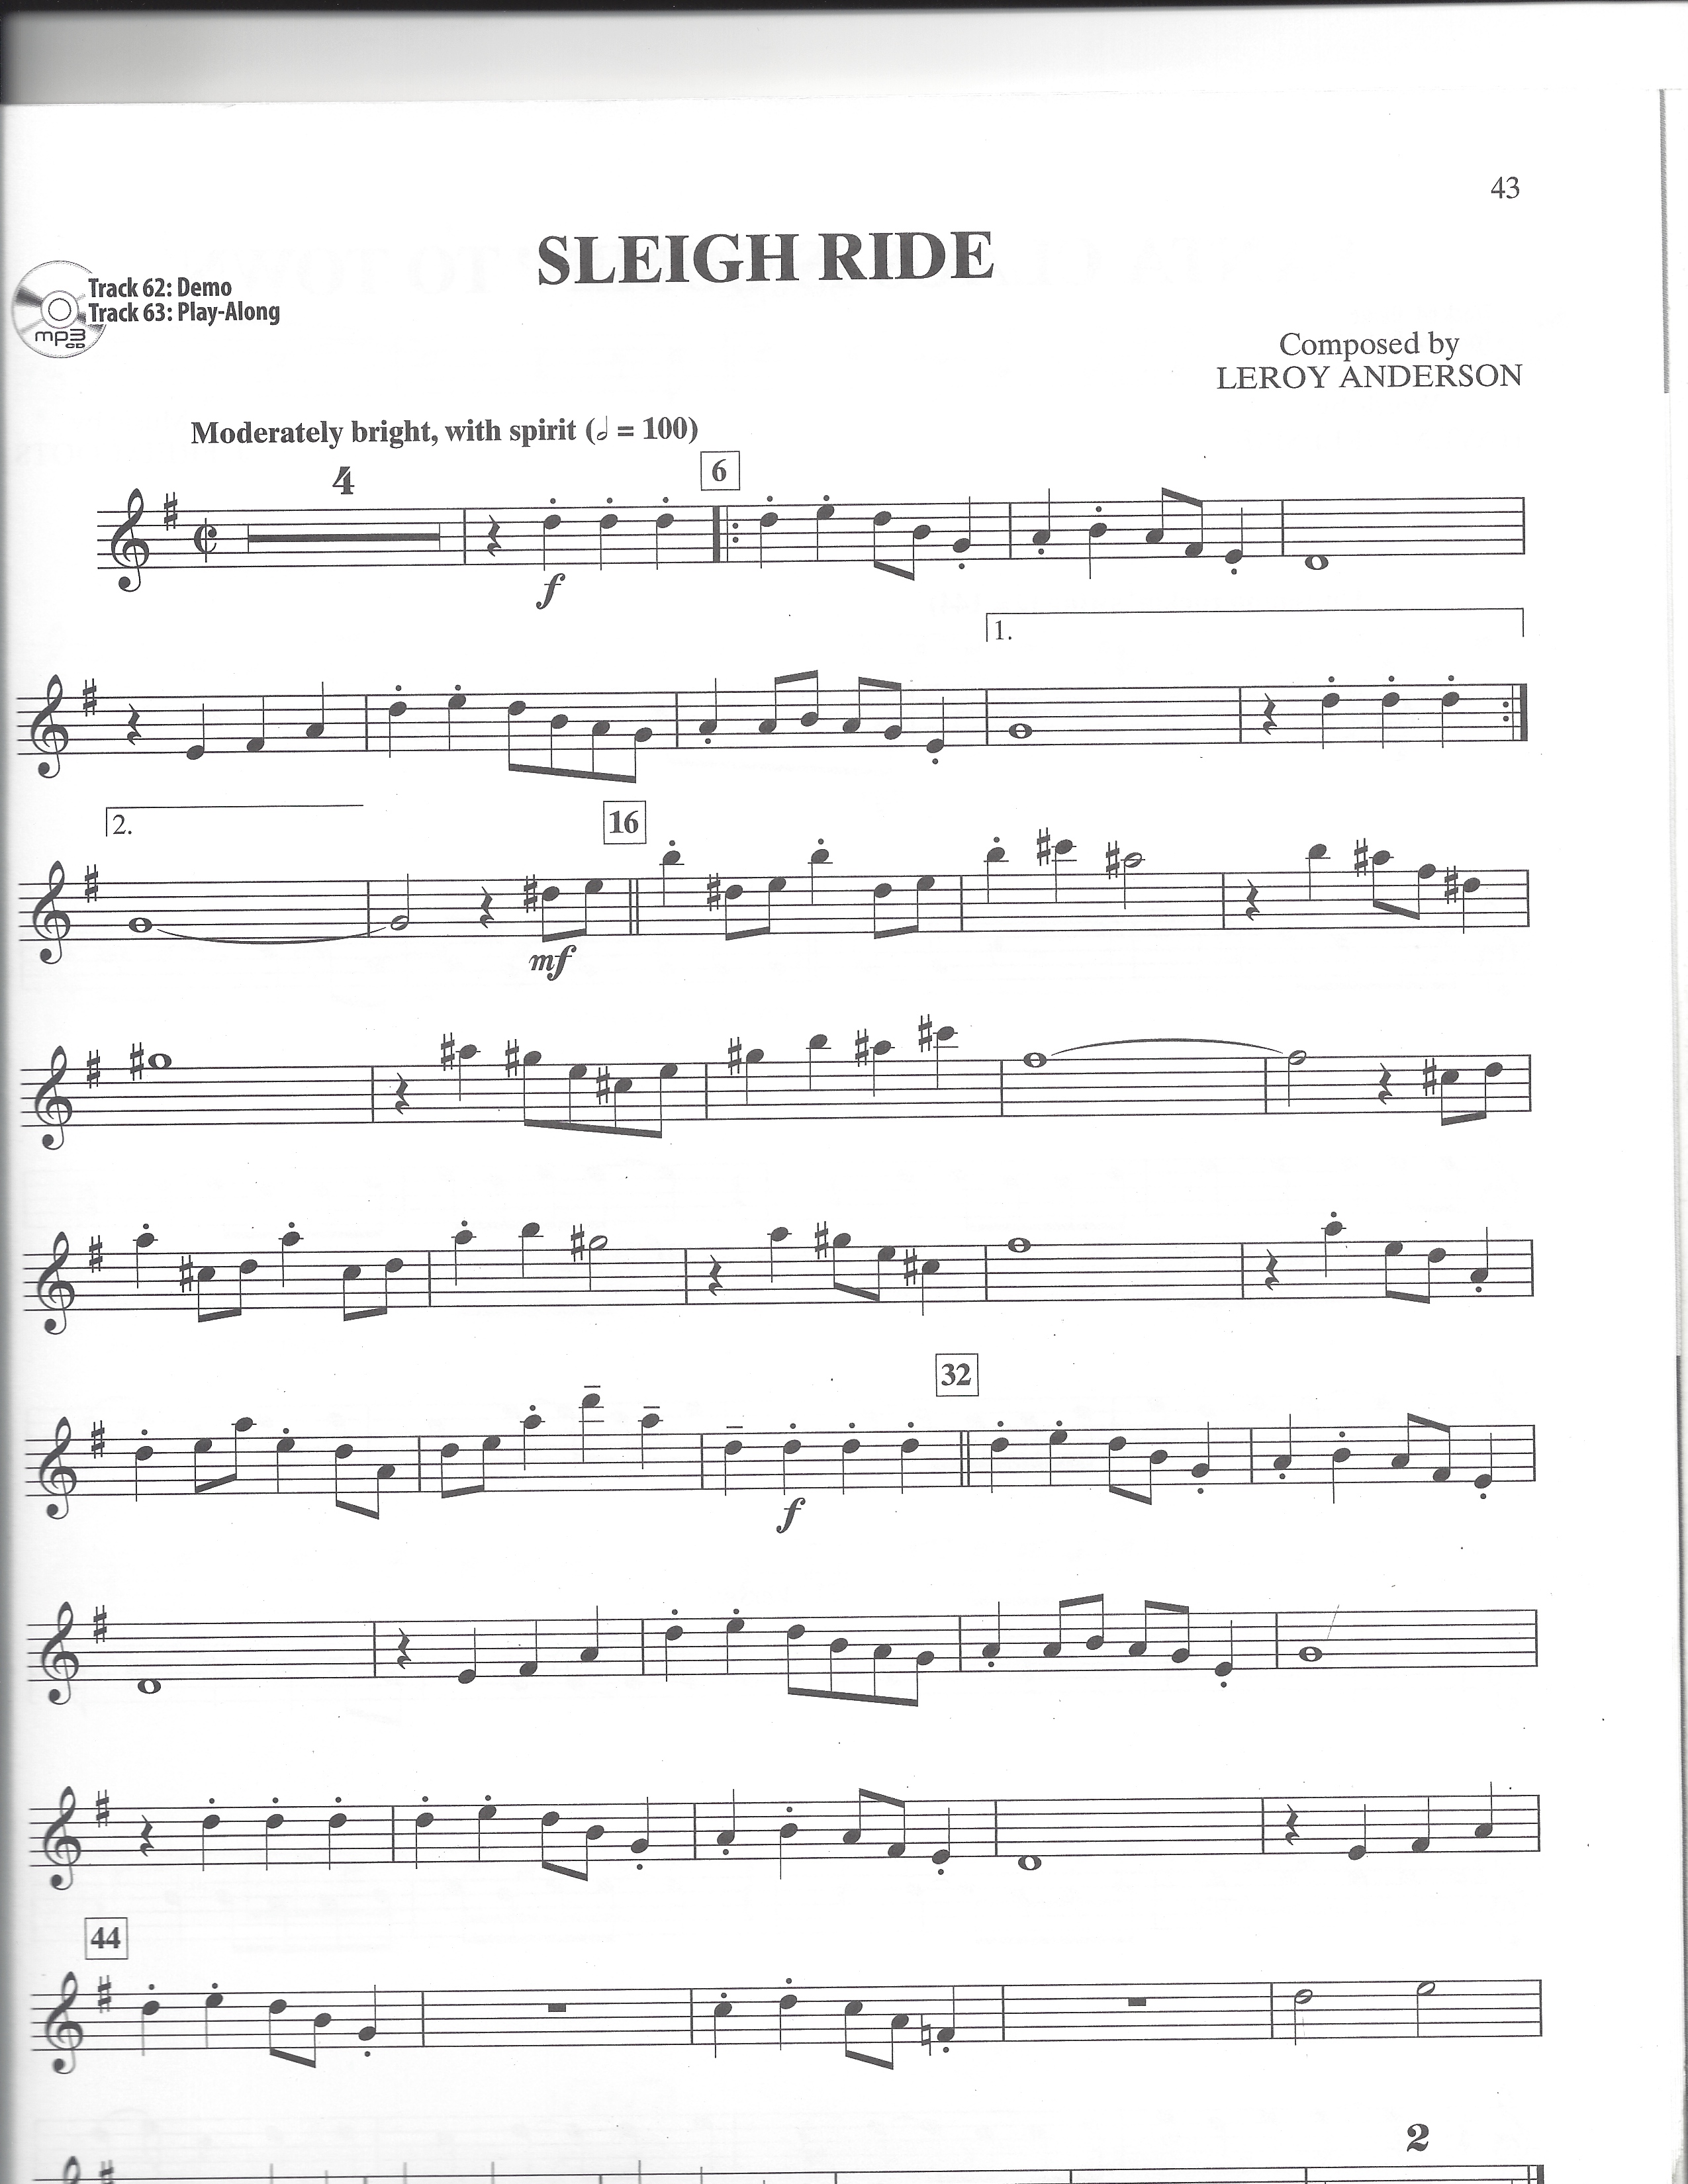 43
SLEIGH RIDE
Track 62: Demo
Track 63: Play-Along
mp3
CD
Composed by
LEROY ANDERSON
Moderately bright, with spirit (𝅗𝅥 = 100)
4
6
f
1.
2.
16
mf
32
f
44
2